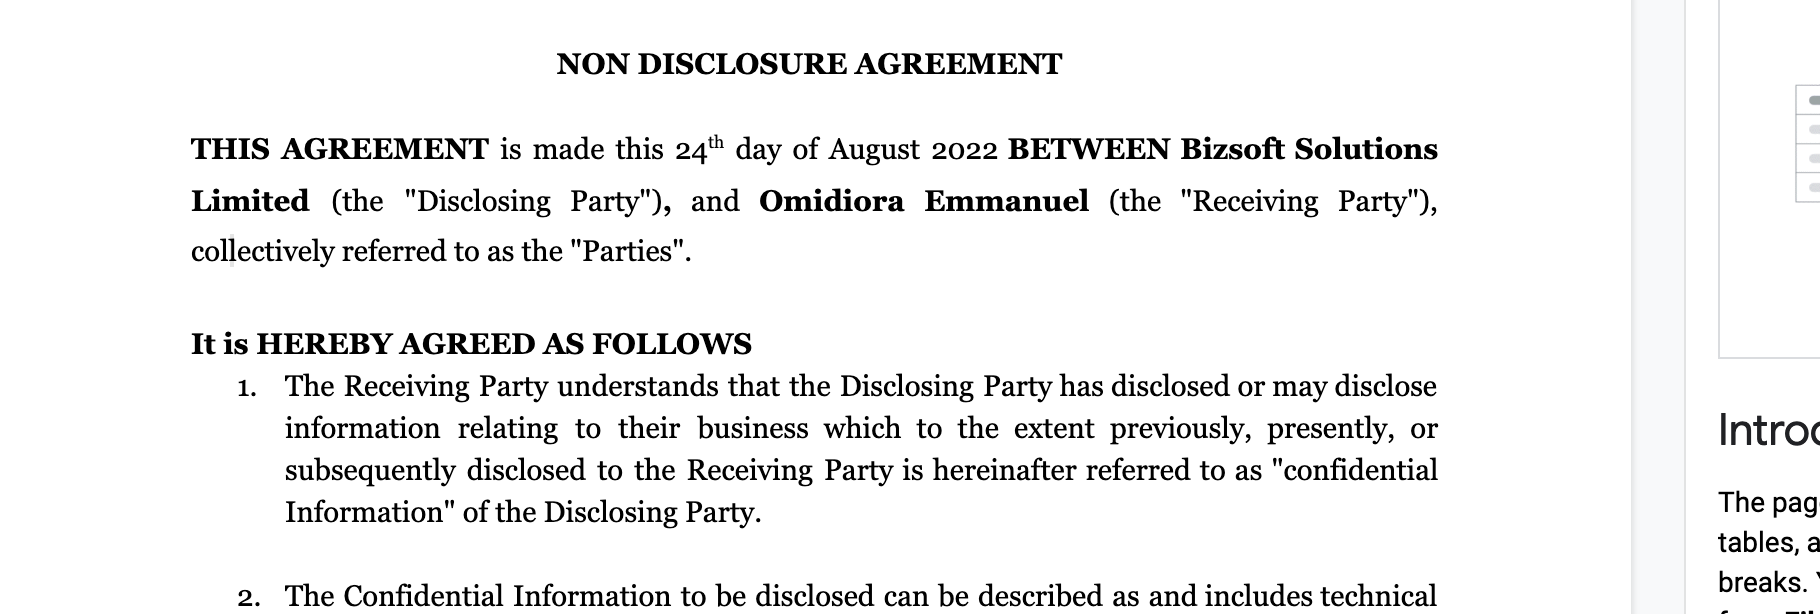 NON DISCLOSURE AGREEMENT
THIS AGREEMENT is made this 24th day of August 2022 BETWEEN Bizsoft Solutions
Limited (the "Disclosing Party"), and Omidiora Emmanuel (the "Receiving Party"),
collectively referred to as the "Parties".
It is HEREBY AGREED AS FOLLOWS
1. The Receiving Party understands that the Disclosing Party has disclosed or may disclose
information relating to their business which to the extent previously, presently, or
subsequently disclosed to the Receiving Party is hereinafter referred to as "confidential
Information" of the Disclosing Party.
2. The Confidential Information to be disclosed can be described as and includes technical
Introd
The pag
tables, a
breaks.